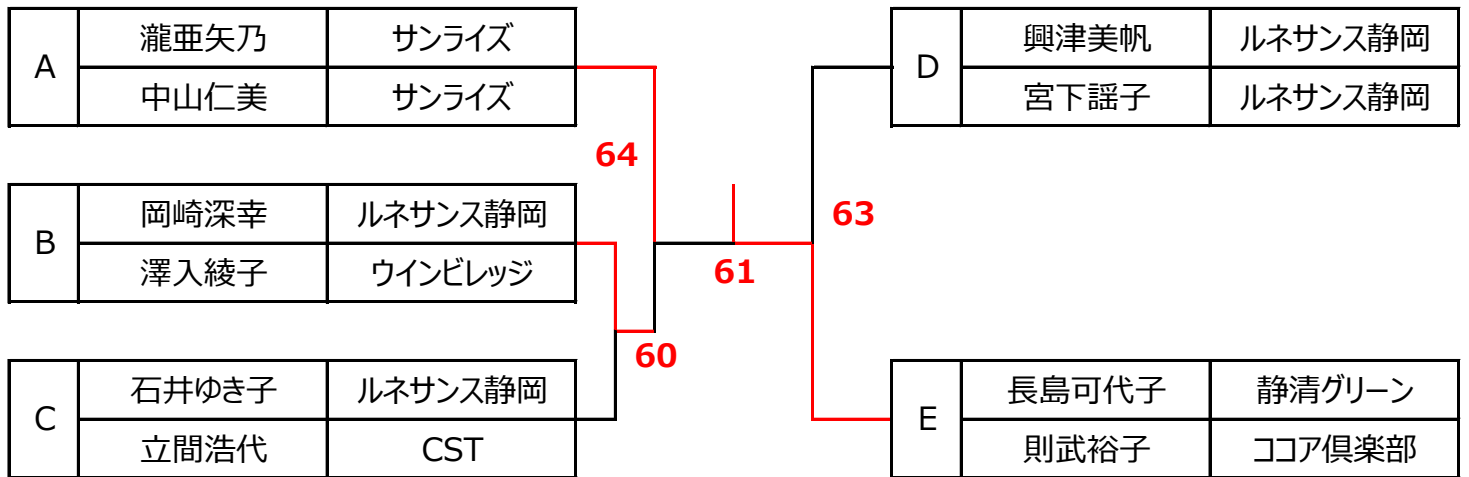 A
瀧亜矢乃 サンライズ
中山仁美 サンライズ
B
岡崎深幸 ルネサンス静岡
澤入綾子 ウインビレッジ
C
石井ゆき子 ルネサンス静岡
立間浩代 CST
64
60
61
63
D
興津美帆 ルネサンス静岡
宮下謡子 ルネサンス静岡
E
長島可代子 静清グリーン
則武裕子 ココア倶楽部